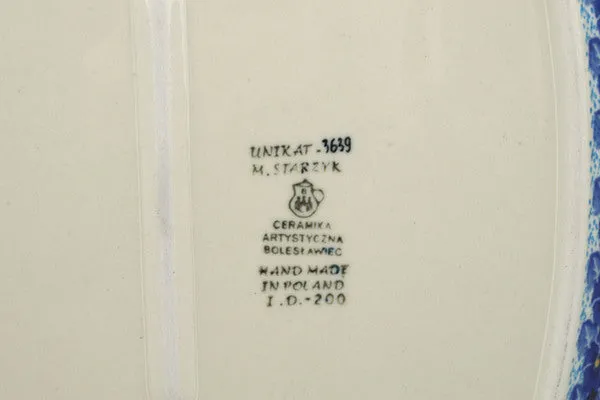 UNIKAT-3639
M. STARZYK
B
CERAMIKA
ARTYSTYCZNA
BOLESŁAWIEC
HAND MADE
IN POLAND
I.D.-200